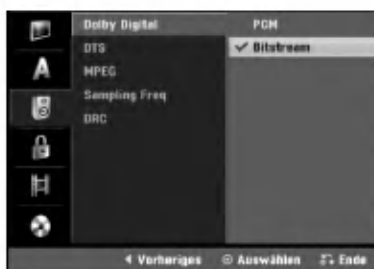 Dolby Digital PCM
DTS ✓ Bitstream
MPEG
Sampling Freq
DRC
A
Vorheriges Auswählen Ende